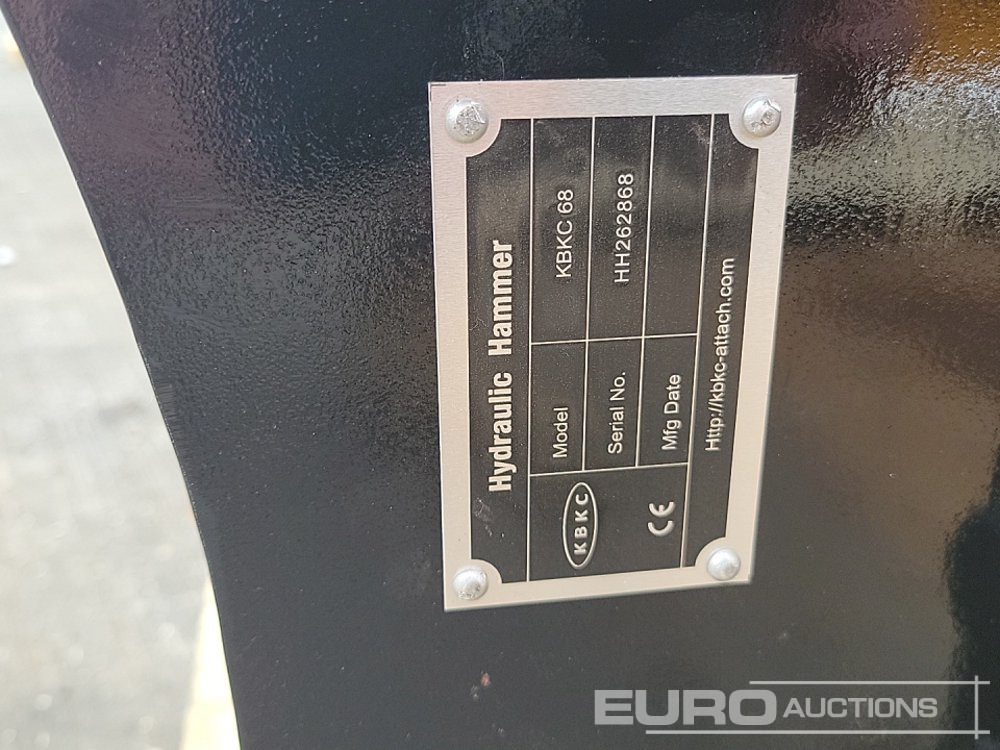 Hydraulic Hammer
KBKC
CE
Model KBKC 68
Serial No. HH262868
Mfg Date
Http://kbkc-attach.com
EURO AUCTIONS